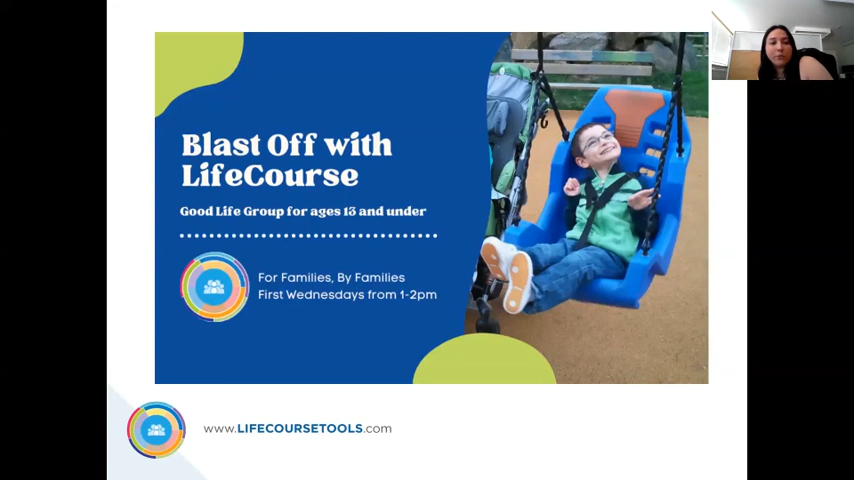 Blast Off with
LifeCourse
Good Life Group for ages 13 and under
For Families, By Families
First Wednesdays from 1-2pm
www.LIFECOURSETOOLS.com